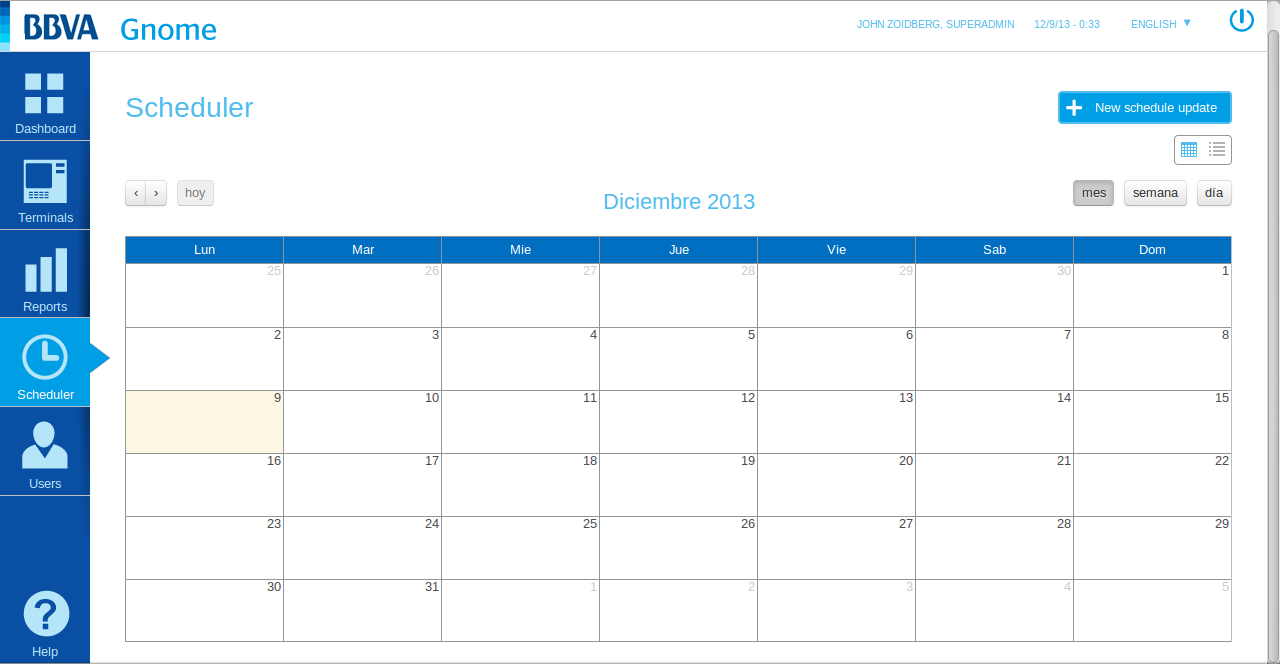 BBVA Gnome JOHN ZOIDBERG, SUPERADMIN 12/9/13 - 0:33 ENGLISH
Dashboard
Terminals
Reports
Scheduler
Users
Help
Scheduler
New schedule update
‹ › hoy Diciembre 2013 mes semana día
Lun Mar Mie Jue Vie Sab Dom
25 26 27 28 29 30 1
2 3 4 5 6 7 8
9 10 11 12 13 14 15
16 17 18 19 20 21 22
23 24 25 26 27 28 29
30 31 1 2 3 4 5